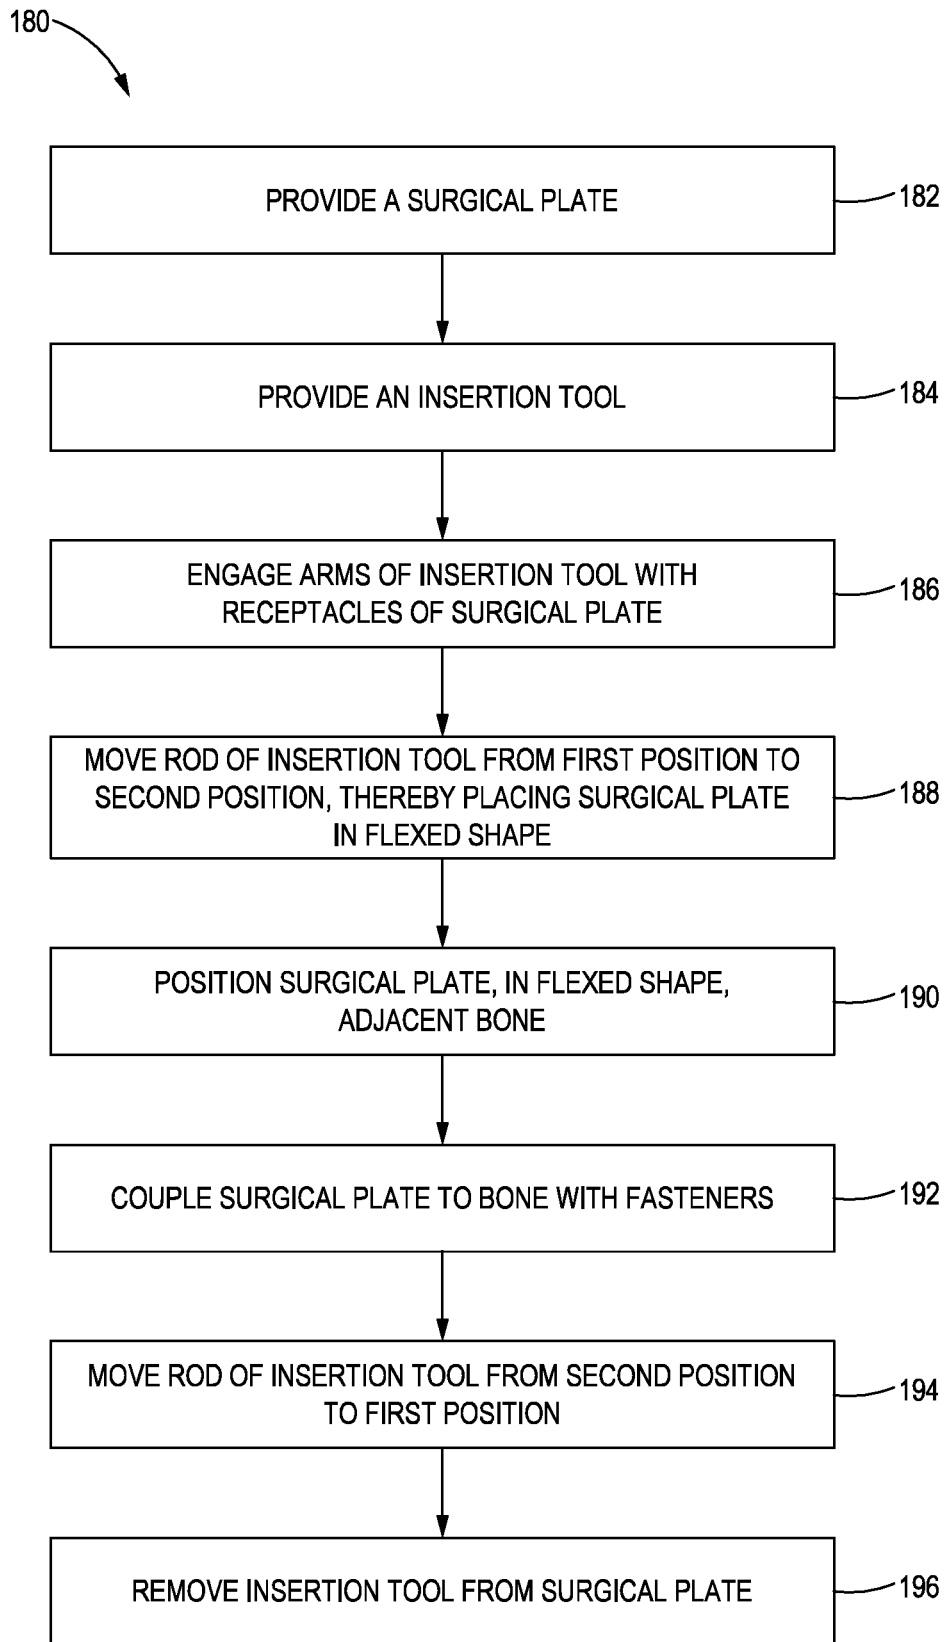 180
PROVIDE A SURGICAL PLATE
182
PROVIDE AN INSERTION TOOL
184
ENGAGE ARMS OF INSERTION TOOL WITH
RECEPTACLES OF SURGICAL PLATE
186
MOVE ROD OF INSERTION TOOL FROM FIRST POSITION TO
SECOND POSITION, THEREBY PLACING SURGICAL PLATE
IN FLEXED SHAPE
188
POSITION SURGICAL PLATE, IN FLEXED SHAPE,
ADJACENT BONE
190
COUPLE SURGICAL PLATE TO BONE WITH FASTENERS
192
MOVE ROD OF INSERTION TOOL FROM SECOND POSITION
TO FIRST POSITION
194
REMOVE INSERTION TOOL FROM SURGICAL PLATE
196